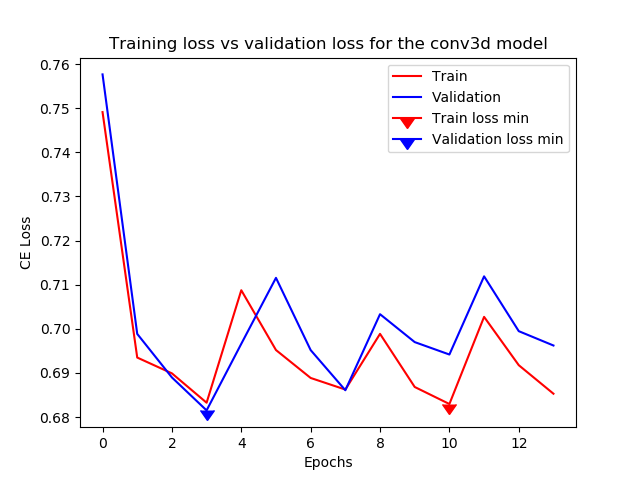 Training loss vs validation loss for the conv3d model
0.76
0.75
0.74
0.73
0.72
0.71
0.70
0.69
0.68
CE Loss
Train
Validation
Train loss min
Validation loss min
0 2 4 6 8 10 12
Epochs